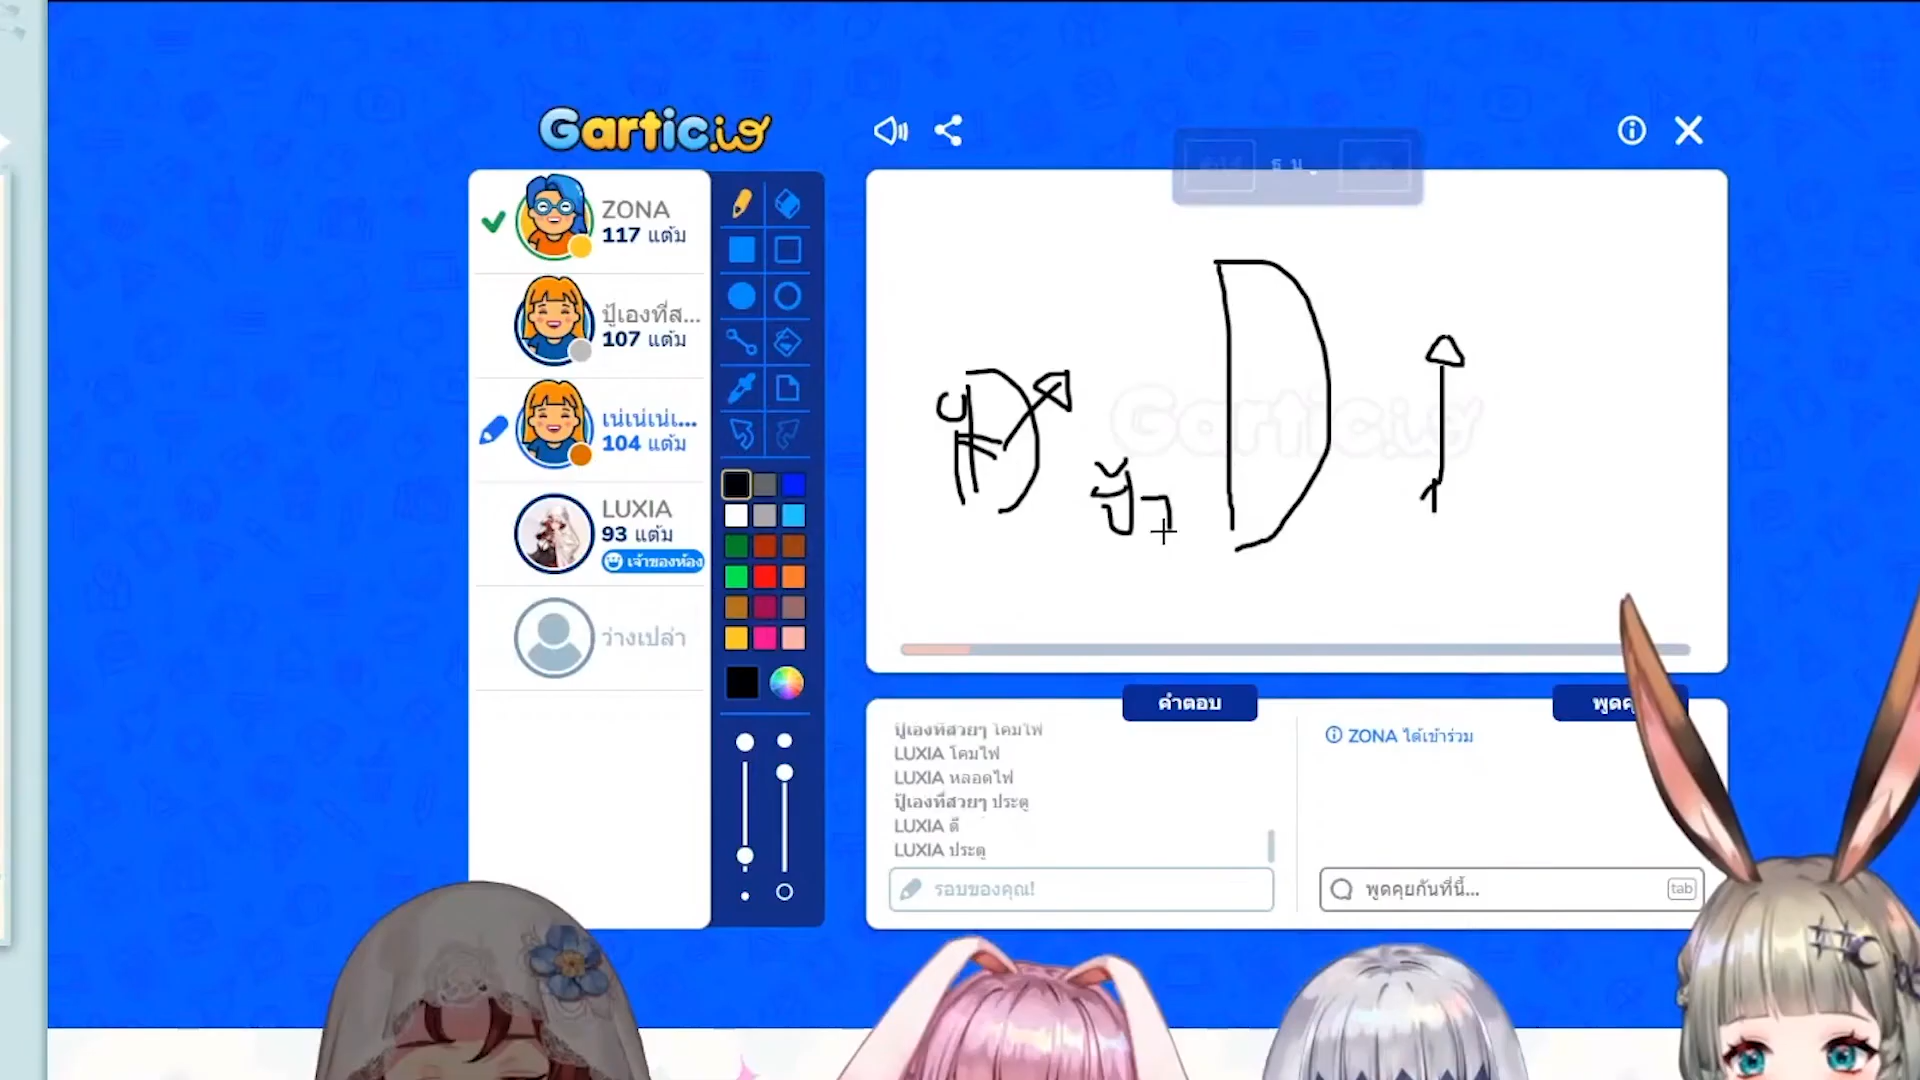 Gartic.io
ธ นู
ZONA
117 แต้ม
ปู้เองที่ส...
107 แต้ม
เน่เน่เน่เ...
104 แต้ม
LUXIA
93 แต้ม
เจ้าของห้อง
ว่างเปล่า
Gartic.io
ปั้ว
คำตอบ
ปู้เองที่สวยๆ โคมไฟ
LUXIA โคมไฟ
LUXIA หลอดไฟ
ปู้เองที่สวยๆ ประตู
LUXIA ดี
LUXIA ประตู
รอบของคุณ!
ZONA ได้เข้าร่วม
พูดคุยกันที่นี้...
tab